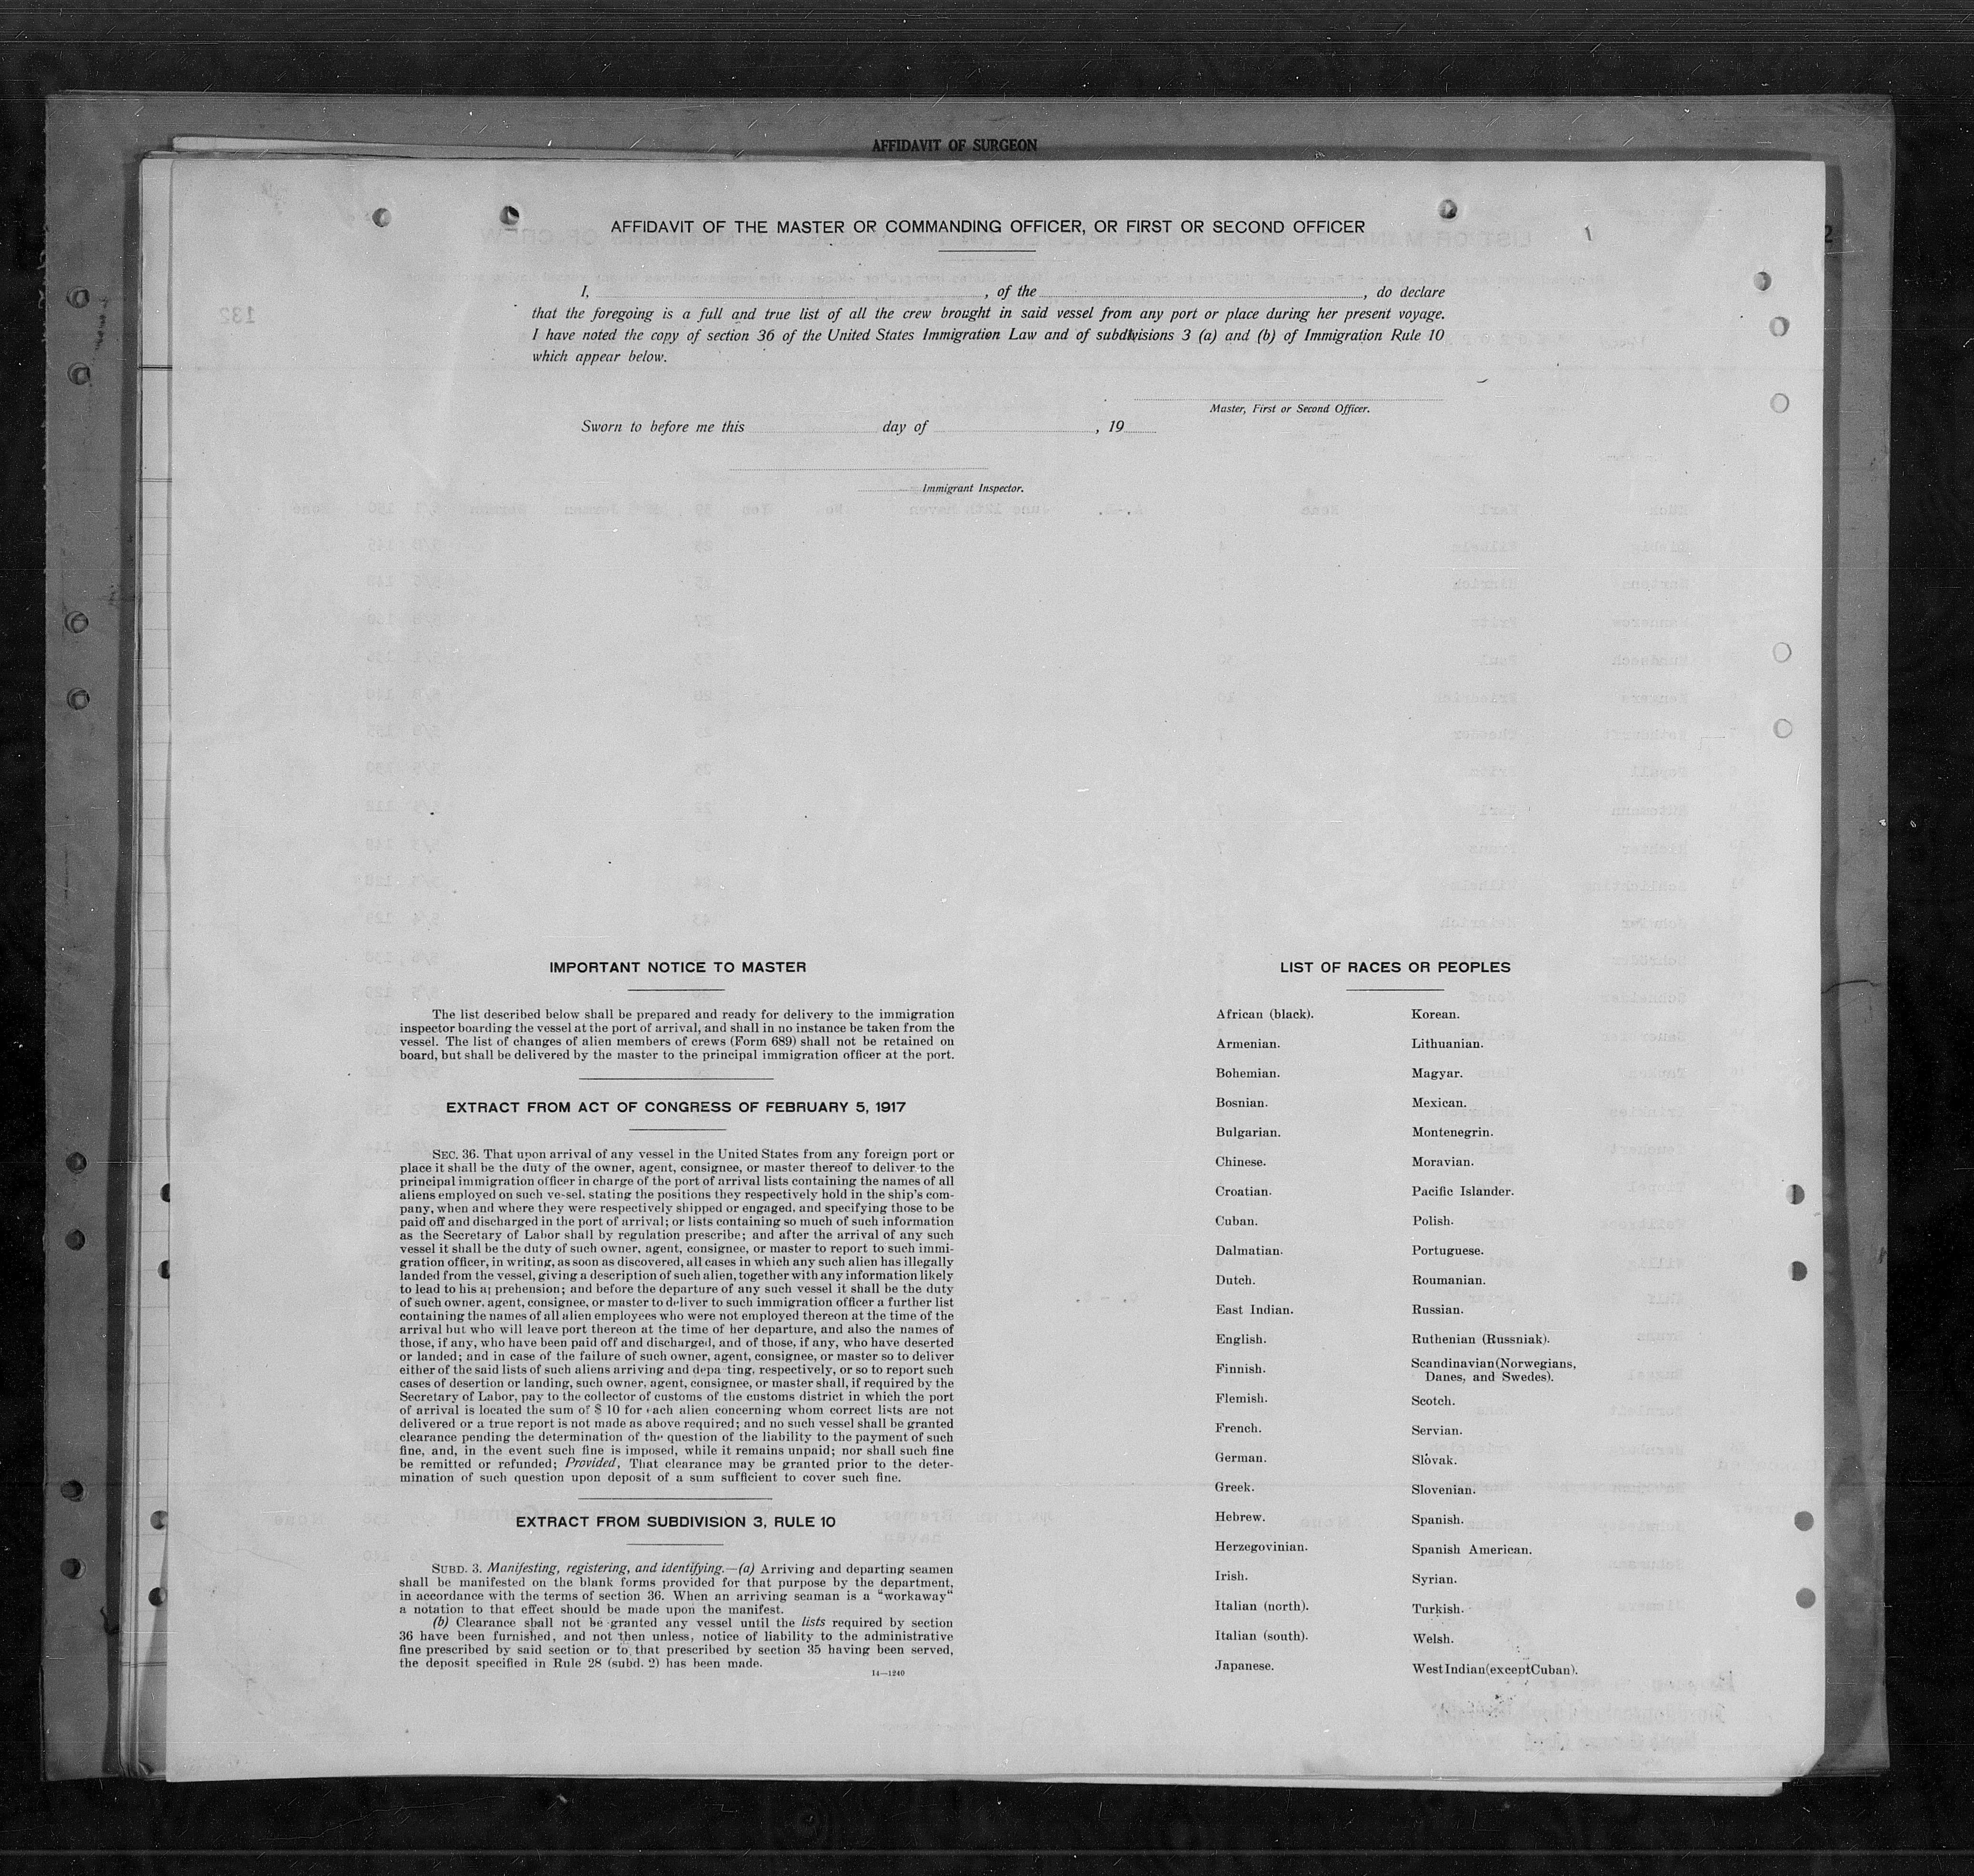 AFFIDAVIT OF SURGEON
AFFIDAVIT OF THE MASTER OR COMMANDING OFFICER, OR FIRST OR SECOND OFFICER
I, , of the , do declare
that the foregoing is a full and true list of all the crew brought in said vessel from any port or place during her present voyage.
I have noted the copy of section 36 of the United States Immigration Law and of subdivisions 3 (a) and (b) of Immigration Rule 10
which appear below.
Master, First or Second Officer.
Sworn to before me this day of , 19
Immigrant Inspector.
IMPORTANT NOTICE TO MASTER
The list described below shall be prepared and ready for delivery to the immigration
inspector boarding the vessel at the port of arrival, and shall in no instance be taken from the
vessel. The list of changes of alien members of crews (Form 689) shall not be retained on
board, but shall be delivered by the master to the principal immigration officer at the port.
EXTRACT FROM ACT OF CONGRESS OF FEBRUARY 5, 1917
SEC. 36. That upon arrival of any vessel in the United States from any foreign port or
place it shall be the duty of the owner, agent, consignee, or master thereof to deliver to the
principal immigration officer in charge of the port of arrival lists containing the names of all
aliens employed on such vessel, stating the positions they respectively hold in the ship's com-
pany, when and where they were respectively shipped or engaged, and specifying those to be
paid off and discharged in the port of arrival; or lists containing so much of such information
as the Secretary of Labor shall by regulation prescribe; and after the arrival of any such
vessel it shall be the duty of such owner, agent, consignee, or master to report to such immi-
gration officer, in writing, as soon as discovered, all cases in which any such alien has illegally
landed from the vessel, giving a description of such alien, together with any information likely
to lead to his apprehension; and before the departure of any such vessel it shall be the duty
of such owner, agent, consignee, or master to deliver to such immigration officer a further list
containing the names of all alien employees who were not employed thereon at the time of the
arrival but who will leave port thereon at the time of her departure, and also the names of
those, if any, who have been paid off and discharged, and of those, if any, who have deserted
or landed; and in case of the failure of such owner, agent, consignee, or master so to deliver
either of the said lists of such aliens arriving and departing, respectively, or so to report such
cases of desertion or landing, such owner, agent, consignee, or master shall, if required by the
Secretary of Labor, pay to the collector of customs of the customs district in which the port
of arrival is located the sum of $ 10 for each alien concerning whom correct lists are not
delivered or a true report is not made as above required; and no such vessel shall be granted
clearance pending the determination of the question of the liability to the payment of such
fine, and, in the event such fine is imposed, while it remains unpaid; nor shall such fine
be remitted or refunded; Provided, That clearance may be granted prior to the deter-
mination of such question upon deposit of a sum sufficient to cover such fine.
EXTRACT FROM SUBDIVISION 3, RULE 10
SUBD. 3. Manifesting, registering, and identifying.—(a) Arriving and departing seamen
shall be manifested on the blank forms provided for that purpose by the department,
in accordance with the terms of section 36. When an arriving seaman is a “workaway“
a notation to that effect should be made upon the manifest.
(b) Clearance shall not be granted any vessel until the lists required by section
36 have been furnished, and not then unless, notice of liability to the administrative
fine prescribed by said section or to that prescribed by section 35 having been served,
the deposit specified in Rule 28 (subd. 2) has been made.
14—1240
LIST OF RACES OR PEOPLES
African (black).
Armenian.
Bohemian.
Bosnian.
Bulgarian.
Chinese.
Croatian.
Cuban.
Dalmatian.
Dutch.
East Indian.
English.
Finnish.
Flemish.
French.
German.
Greek.
Hebrew.
Herzegovinian.
Irish.
Italian (north).
Italian (south).
Japanese.
Korean.
Lithuanian.
Magyar.
Mexican.
Montenegrin.
Moravian.
Pacific Islander.
Polish.
Portuguese.
Roumanian.
Russian.
Ruthenian (Russniak).
Scandinavian (Norwegians,
Danes, and Swedes).
Scotch.
Servian.
Slovak.
Slovenian.
Spanish.
Spanish American.
Syrian.
Turkish.
Welsh.
West Indian (except Cuban).